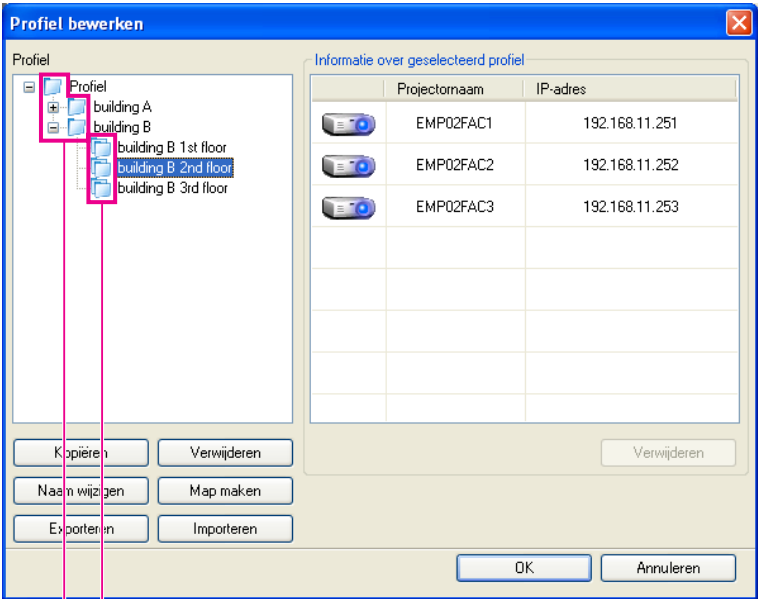 Profiel bewerken
Profiel
Profiel
building A
building B
building B 1st floor
building B 2nd floor
building B 3rd floor
Kopiëren Verwijderen
Naam wijzigen Map maken
Exporteren Importeren
Informatie over geselecteerd profiel
Projectornaam IP-adres
EMP02FAC1 192.168.11.251
EMP02FAC2 192.168.11.252
EMP02FAC3 192.168.11.253
Verwijderen
OK Annuleren